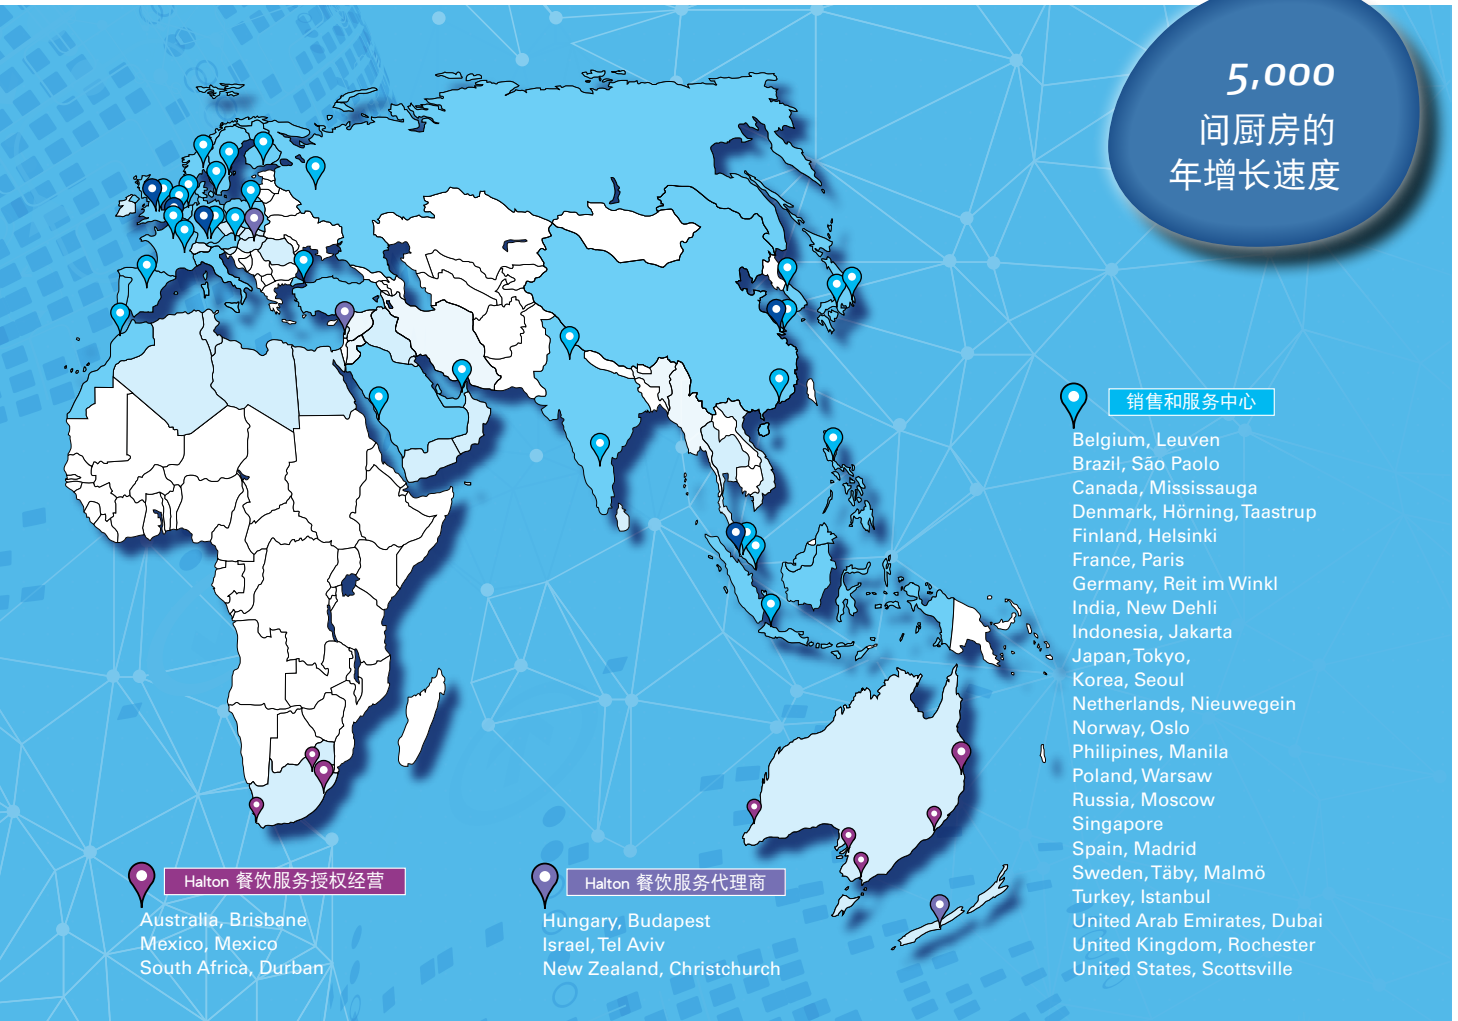 5,000
间厨房的
年增长速度
销售和服务中心
Belgium, Leuven
Brazil, São Paolo
Canada, Mississauga
Denmark, Hörning, Taastrup
Finland, Helsinki
France, Paris
Germany, Reit im Winkl
India, New Dehli
Indonesia, Jakarta
Japan, Tokyo,
Korea, Seoul
Netherlands, Nieuwegein
Norway, Oslo
Philipines, Manila
Poland, Warsaw
Russia, Moscow
Singapore
Spain, Madrid
Sweden, Täby, Malmö
Turkey, Istanbul
United Arab Emirates, Dubai
United Kingdom, Rochester
United States, Scottsville
Halton 餐饮服务授权经营
Australia, Brisbane
Mexico, Mexico
South Africa, Durban
Halton 餐饮服务代理商
Hungary, Budapest
Israel, Tel Aviv
New Zealand, Christchurch